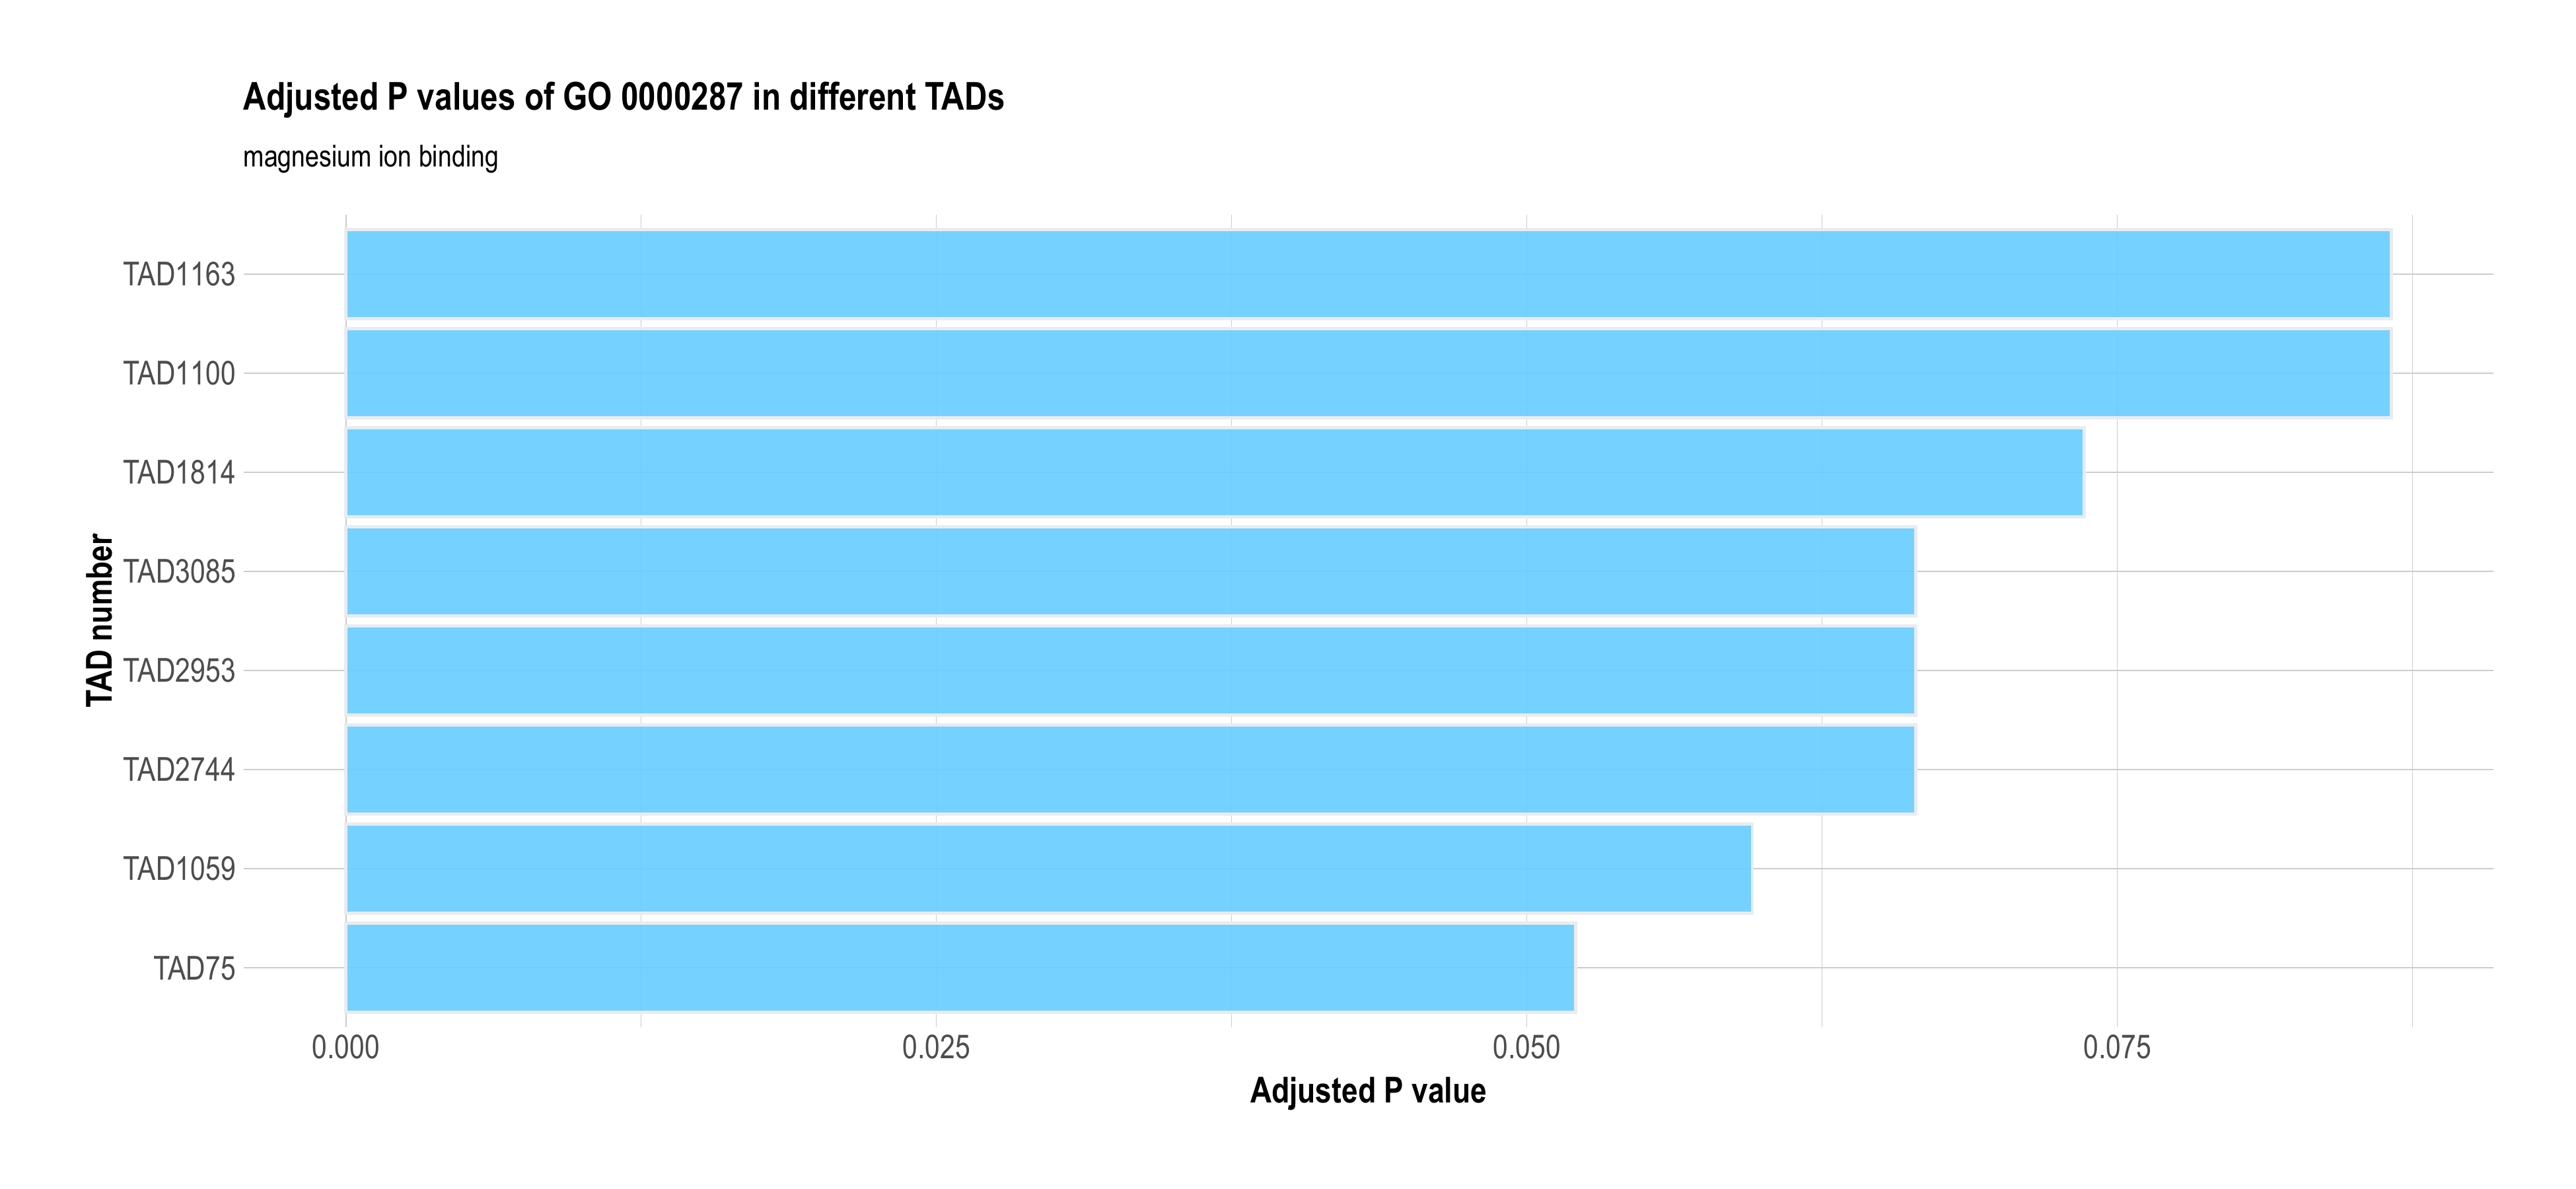 Adjusted P values of GO 0000287 in different TADs
magnesium ion binding
TAD number
TAD1163
TAD1100
TAD1814
TAD3085
TAD2953
TAD2744
TAD1059
TAD75
0.000 0.025 0.050 0.075
Adjusted P value